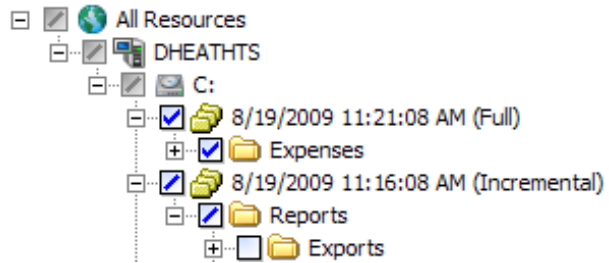 All Resources
DHEATHTS
C:
8/19/2009 11:21:08 AM (Full)
Expenses
8/19/2009 11:16:08 AM (Incremental)
Reports
Exports